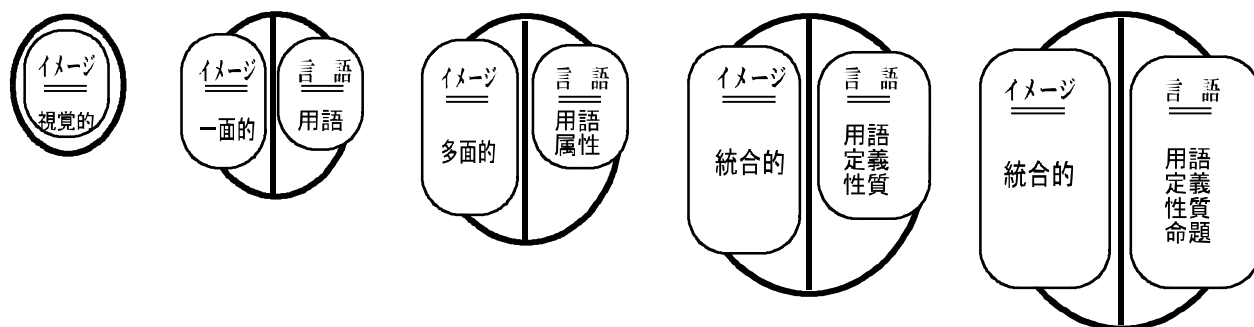 イメージ
視覚的
イメージ
一面的
言語
用語
イメージ
多面的
言語
用語
属性
イメージ
統合的
言語
用語
定義
性質
イメージ
統合的
言語
用語
定義
性質
命題